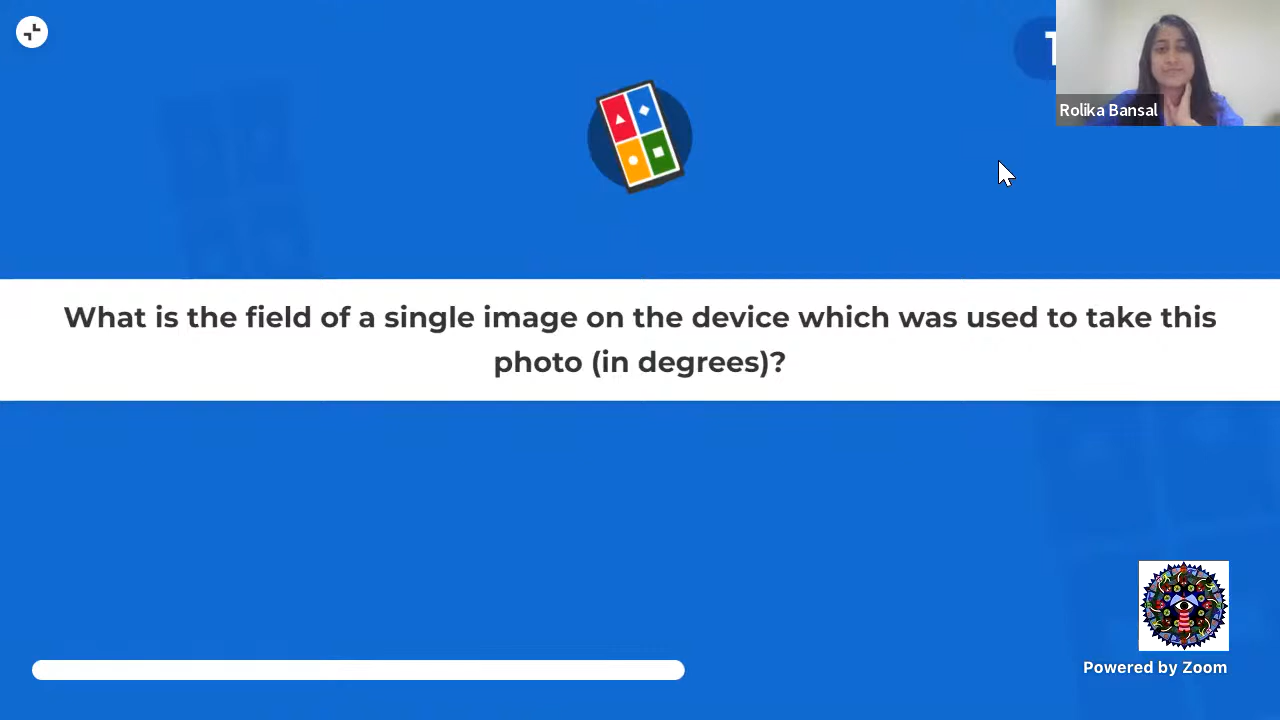 Rolika Bansal
What is the field of a single image on the device which was used to take this
photo (in degrees)?
Powered by Zoom